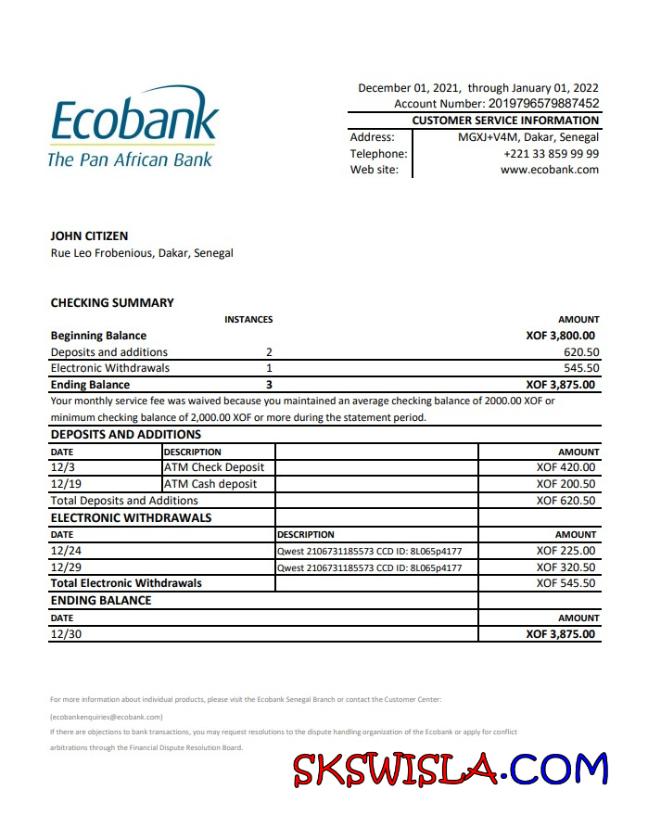 December 01, 2021, through January 01, 2022
Account Number: 2019796579887452
Ecobank
The Pan African Bank
CUSTOMER SERVICE INFORMATION
Address: MGXJ+V4M, Dakar, Senegal
Telephone: +221 33 859 99 99
Web site: www.ecobank.com
JOHN CITIZEN
Rue Leo Frobenious, Dakar, Senegal
CHECKING SUMMARY
INSTANCES AMOUNT
Beginning Balance XOF 3,800.00
Deposits and additions 2 620.50
Electronic Withdrawals 1 545.50
Ending Balance 3 XOF 3,875.00
Your monthly service fee was waived because you maintained an average checking balance of 2000.00 XOF or
minimum checking balance of 2,000.00 XOF or more during the statement period.
DEPOSITS AND ADDITIONS
DATE DESCRIPTION AMOUNT
12/3 ATM Check Deposit XOF 420.00
12/19 ATM Cash deposit XOF 200.50
Total Deposits and Additions XOF 620.50
ELECTRONIC WITHDRAWALS
DATE DESCRIPTION AMOUNT
12/24 Qwest 2106731185573 CCD ID: 8L065p4177 XOF 225.00
12/29 Qwest 2106731185573 CCD ID: 8L065p4177 XOF 320.50
Total Electronic Withdrawals XOF 545.50
ENDING BALANCE
DATE AMOUNT
12/30 XOF 3,875.00
For more information about individual products, please visit the Ecobank Senegal Branch or contact the Customer Center:
(ecobankenquiries@ecobank.com)
If there are objections to bank transactions, you may request resolutions to the dispute handling organization of the Ecobank or apply for conflict
arbitrations through the Financial Dispute Resolution Board.
SKSWISLA.COM